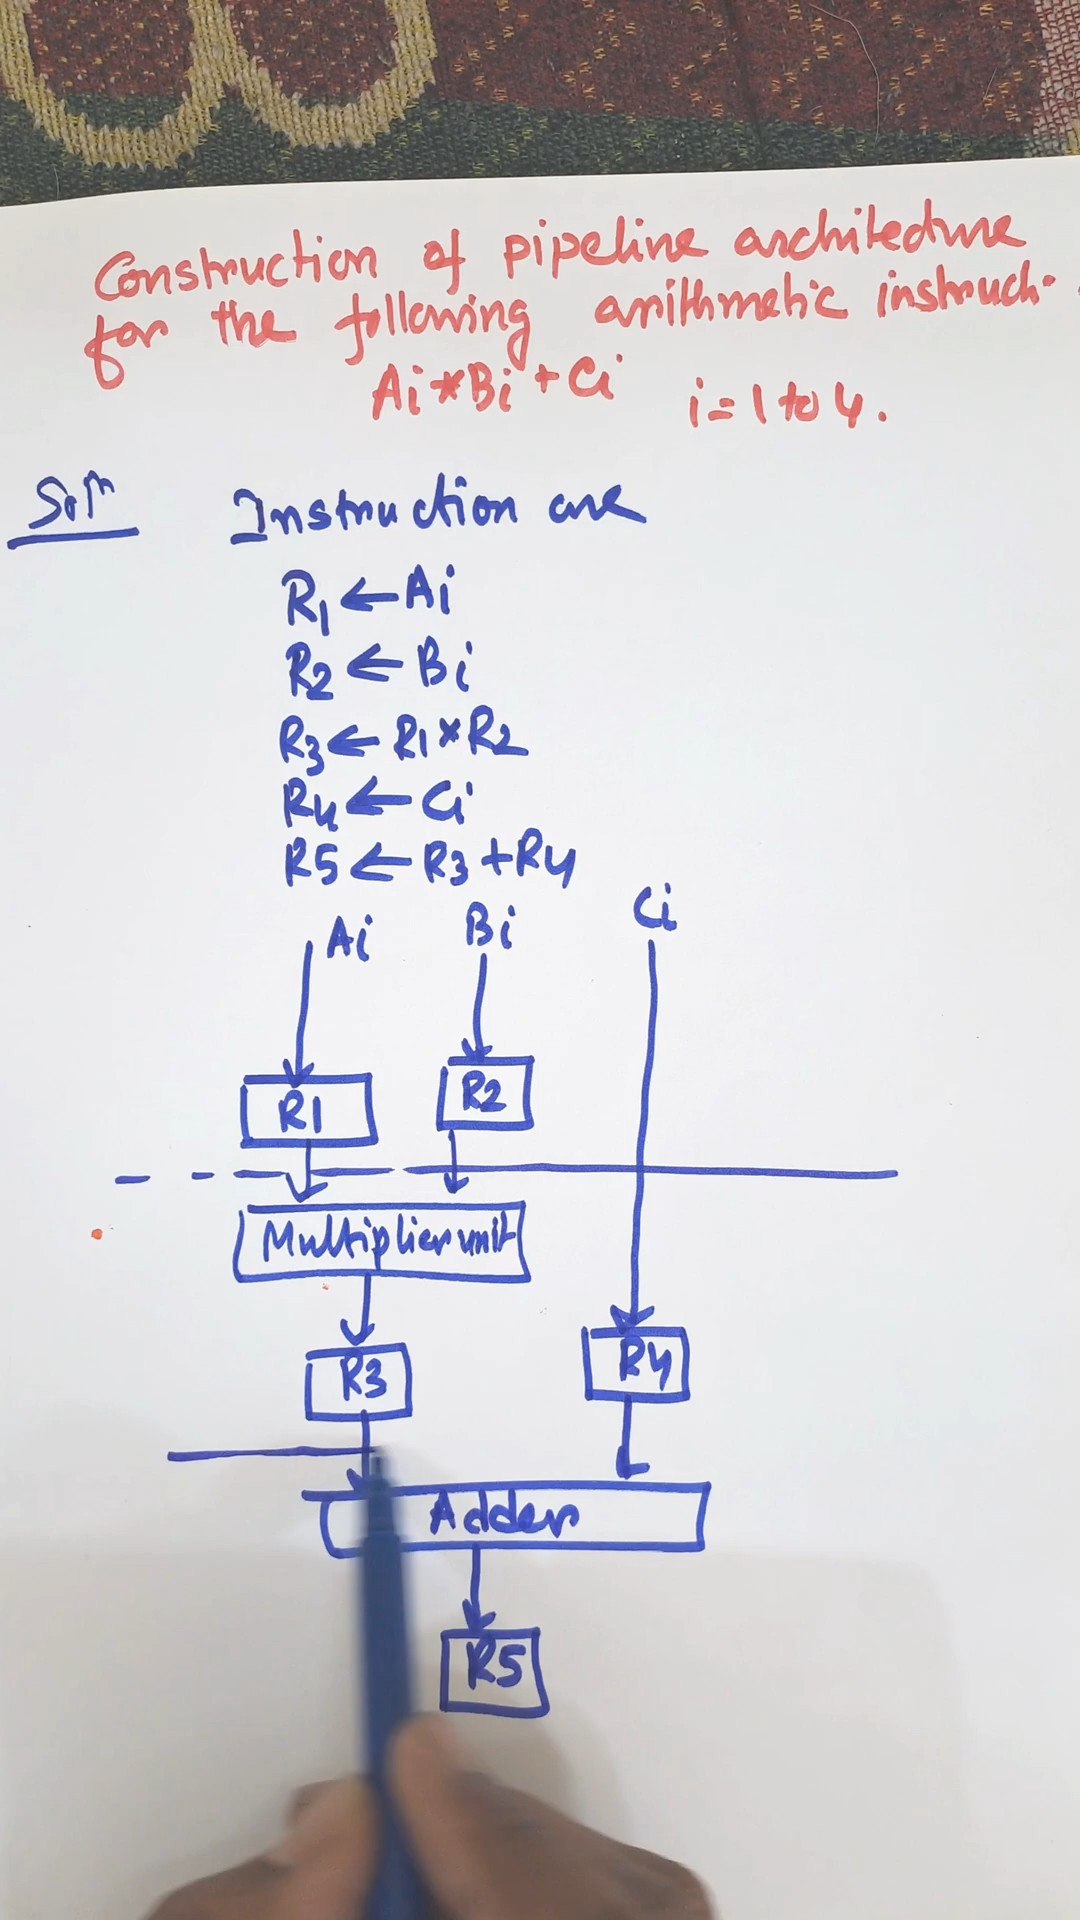 Construction of pipeline architecture
for the following arithmetic instruct.
Ai*Bi+Ci i=1 to 4.
Solⁿ Instruction are
R1←Ai
R2←Bi
R3←R1*R2
R4←Ci
R5←R3+R4
Ai Bi Ci
R1 R2
Multiplier unit
R3 R4
Adder
R5